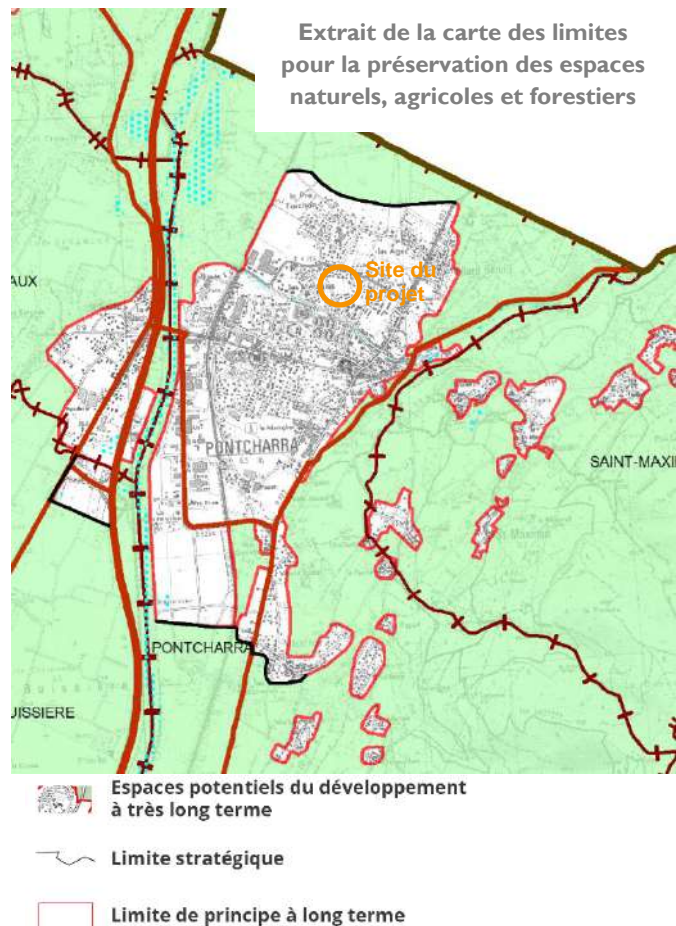 Extrait de la carte des limites
pour la préservation des espaces
naturels, agricoles et forestiers
Site du
projet
AUX
PONTCHARRA
SAINT-MAXI
PONTCHARRA
UISSIERE
Espaces potentiels du développement
à très long terme
Limite stratégique
Limite de principe à long terme